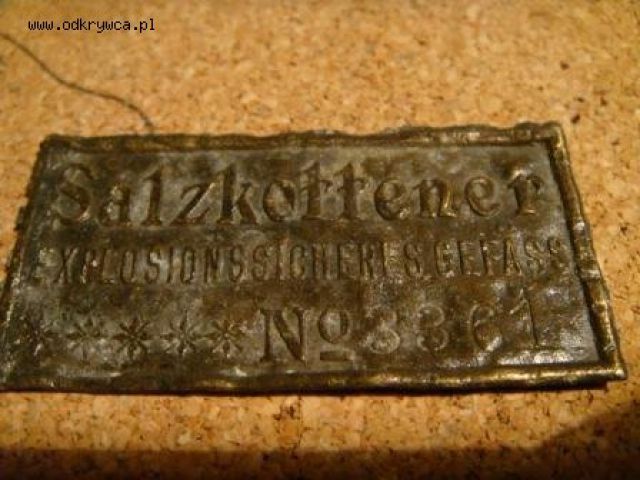 www.odkrywca.pl
Salzkottener
EXPLOSIONSSICHERES GEFÄSS
***** No 3361